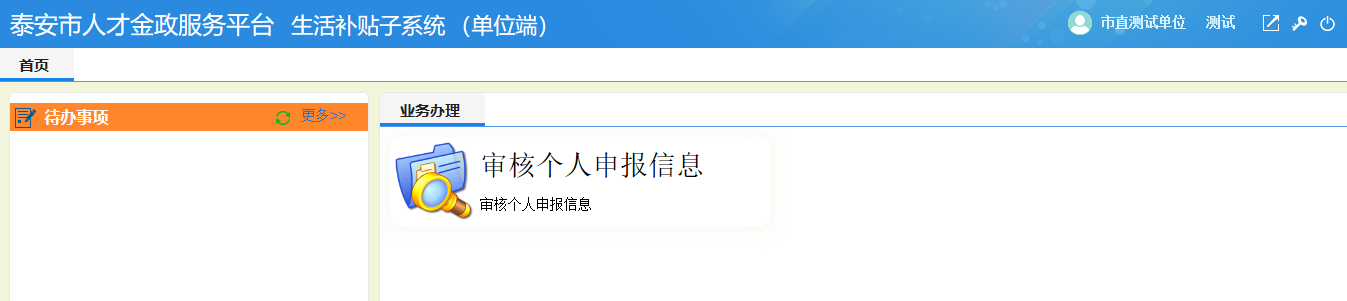 泰安市人才金政服务平台 生活补贴子系统 （单位端） 市直测试单位 测试
首页
待办事项 更多>>
业务办理
审核个人申报信息
审核个人申报信息